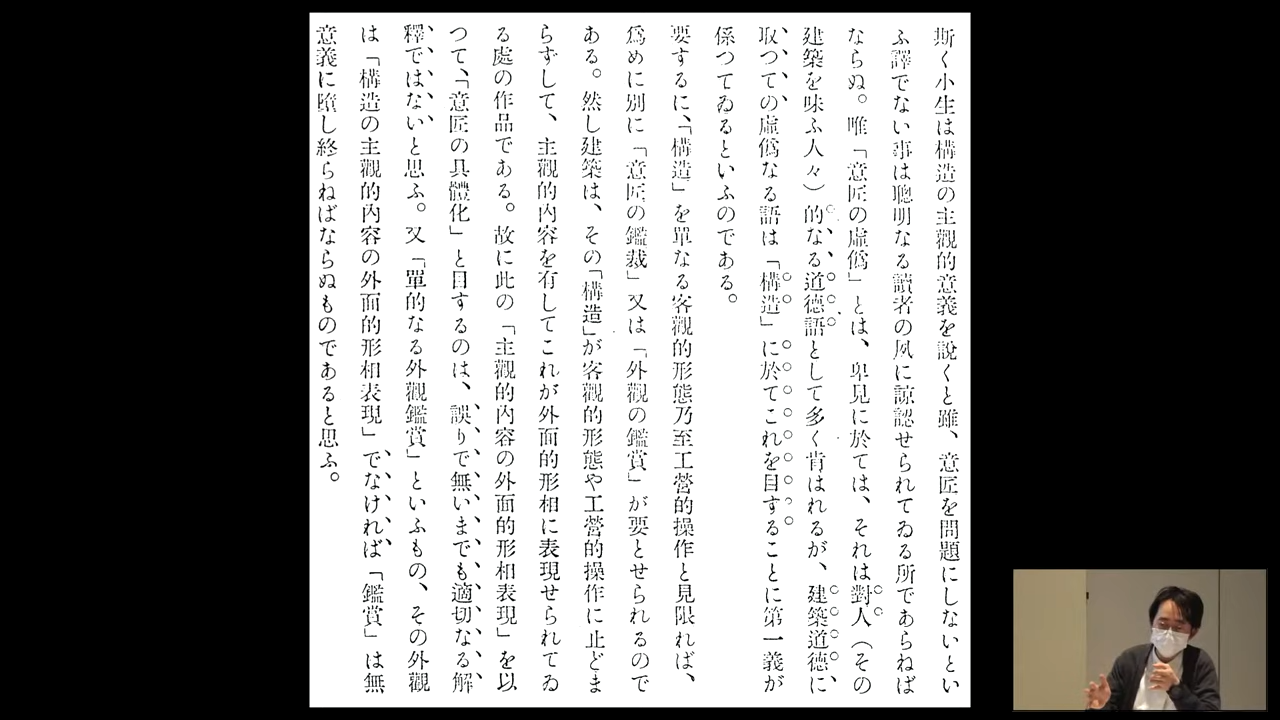 斯く小生は構造の主觀的意義を說くと雖、意匠を問題にしないとい
ふ譯でない事は聰明なる讀者の夙に諒認せられてゐる所であらねば
ならぬ。唯「意匠の虛僞」とは、卑見に於ては、それは對人（その
建築を味ふ人々）的なる道德語として多く肯はれるが、建築道德に
取つての虛僞なる語は「構造」に於てこれを目することに第一義が
係つてゐるといふのである。
要するに、「構造」を單なる客觀的形態乃至工營的操作と見限れば、
爲めに別に「意匠の鑑裁」又は「外觀の鑑賞」が要とせられるので
ある。然し建築は、その「構造」が客觀的形態や工營的操作に止どま
らずして、主觀的內容を有してこれが外面的形相に表現せられてゐ
る處の作品である。故に此の「主觀的內容の外面的形相表現」を以
つて、「意匠の具體化」と目するのは、誤りで無いまでも適切なる解
釋ではないと思ふ。又「單的なる外觀鑑賞」といふもの、その外觀
は「構造の主觀的內容の外面的形相表現」でなければ「鑑賞」は無
意義に墮し終らねばならぬものであると思ふ。